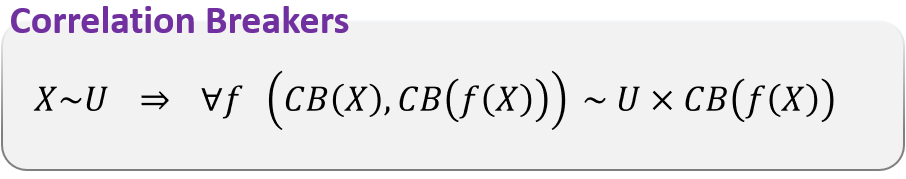 Correlation Breakers
X~U ⇒ ∀f (CB(X), CB(f(X))) ~ U × CB(f(X))